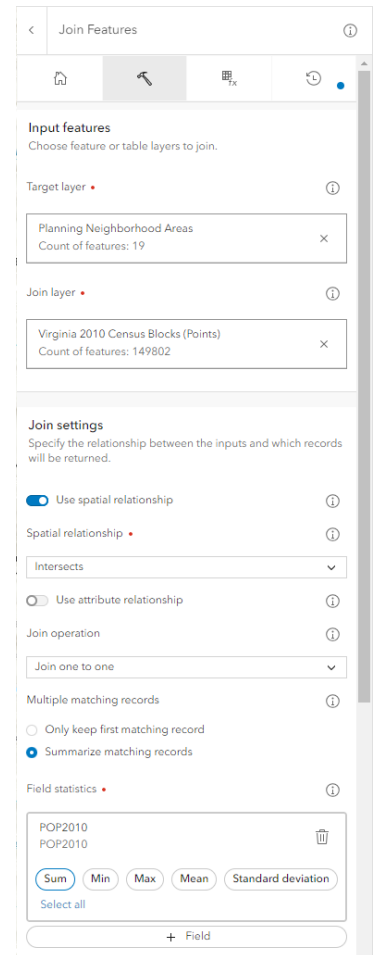 Join Features
TX
Input features
Choose feature or table layers to join.
Target layer •
Planning Neighborhood Areas
Count of features: 19
Join layer •
Virginia 2010 Census Blocks (Points)
Count of features: 149802
Join settings
Specify the relationship between the inputs and which records
will be returned.
Use spatial relationship
Spatial relationship •
Intersects
Use attribute relationship
Join operation
Join one to one
Multiple matching records
Only keep first matching record
Summarize matching records
Field statistics •
POP2010
POP2010
Sum Min Max Mean Standard deviation
Select all
+ Field